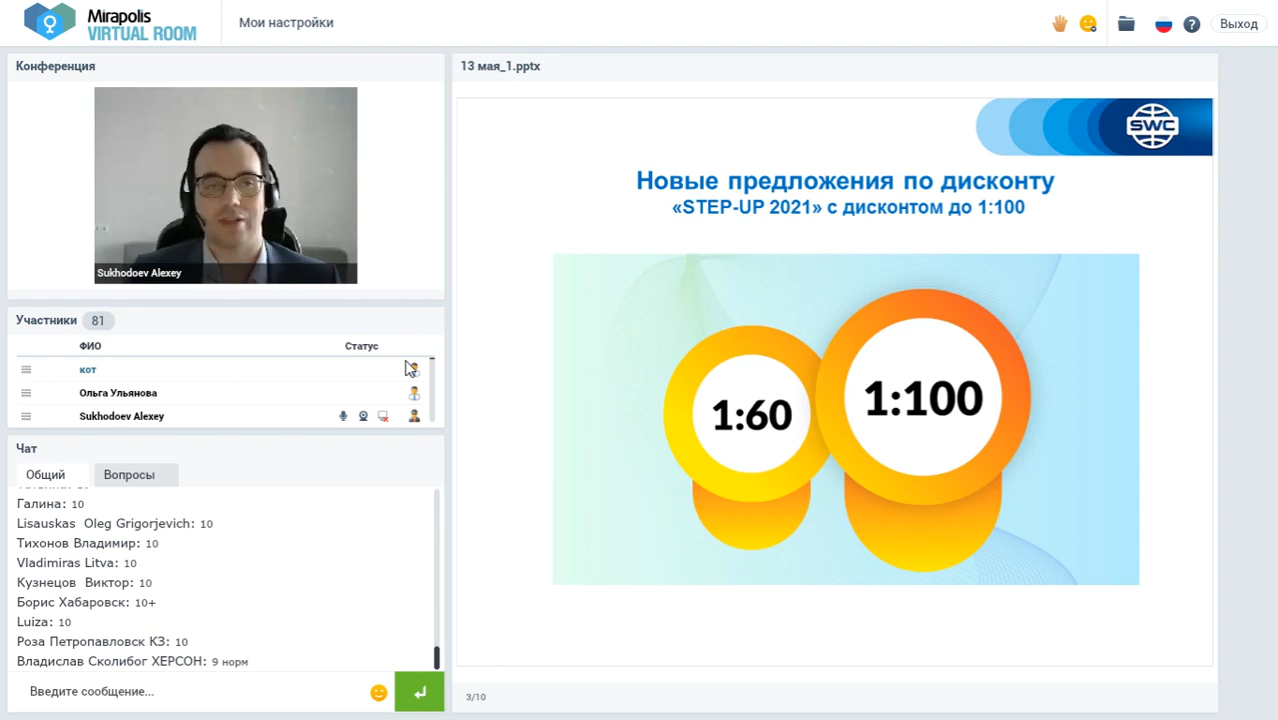 Mirapolis
VIRTUAL ROOM
Мои настройки
?
Выход
Конференция
Sukhodoev Alexey
Участники 81
ФИО Статус
кот
Ольга Ульянова
Sukhodoev Alexey
Чат
Общий Вопросы
Галина: 10
Lisauskas Oleg Grigorjevich: 10
Тихонов Владимир: 10
Vladimiras Litva: 10
Кузнецов Виктор: 10
Борис Хабаровск: 10+
Luiza: 10
Роза Петропавловск КЗ: 10
Владислав Сколибог ХЕРСОН: 9 норм
Введите сообщение...
13 мая_1.pptx
SWC
Новые предложения по дисконту
«STEP-UP 2021» с дисконтом до 1:100
1:60
1:100
3/10